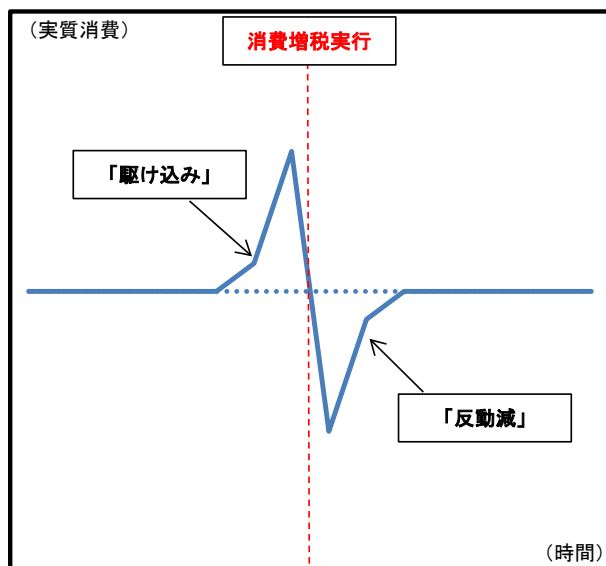 （実質消費）
消費増税実行
「駆け込み」
「反動減」
（時間）